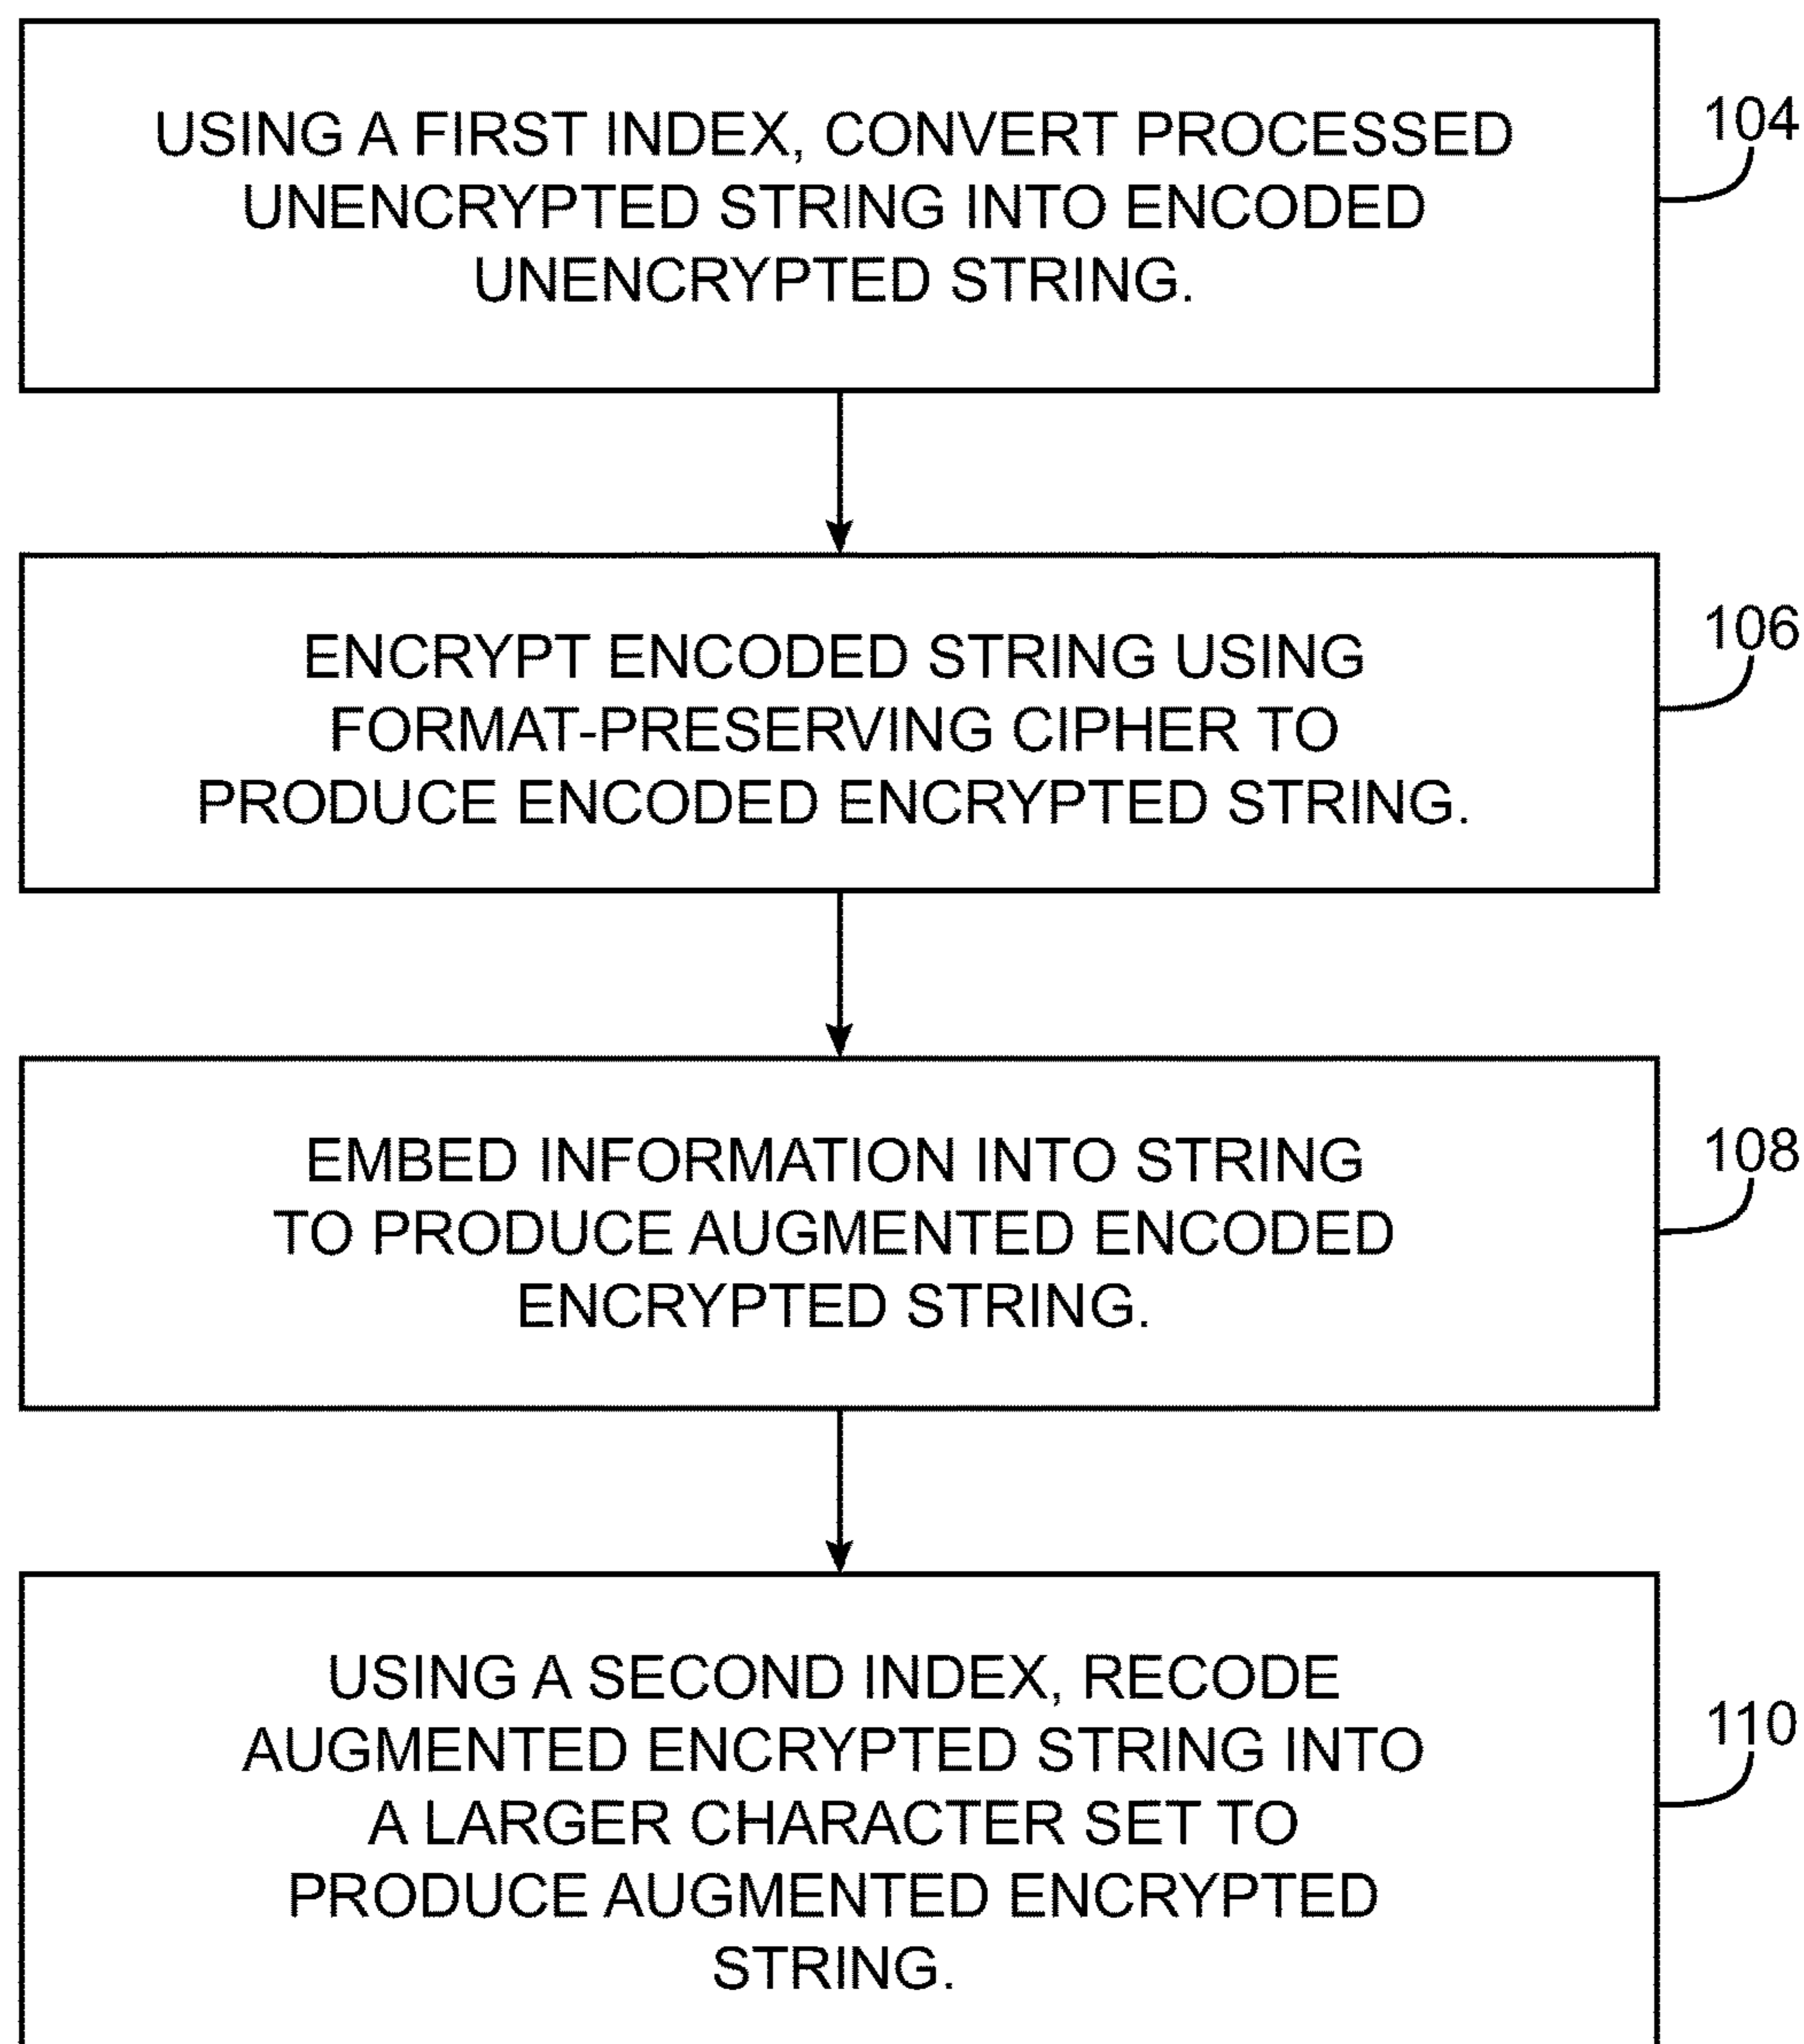 USING A FIRST INDEX, CONVERT PROCESSED
UNENCRYPTED STRING INTO ENCODED
UNENCRYPTED STRING.
104
ENCRYPT ENCODED STRING USING
FORMAT-PRESERVING CIPHER TO
PRODUCE ENCODED ENCRYPTED STRING.
106
EMBED INFORMATION INTO STRING
TO PRODUCE AUGMENTED ENCODED
ENCRYPTED STRING.
108
USING A SECOND INDEX, RECODE
AUGMENTED ENCRYPTED STRING INTO
A LARGER CHARACTER SET TO
PRODUCE AUGMENTED ENCRYPTED
STRING.
110